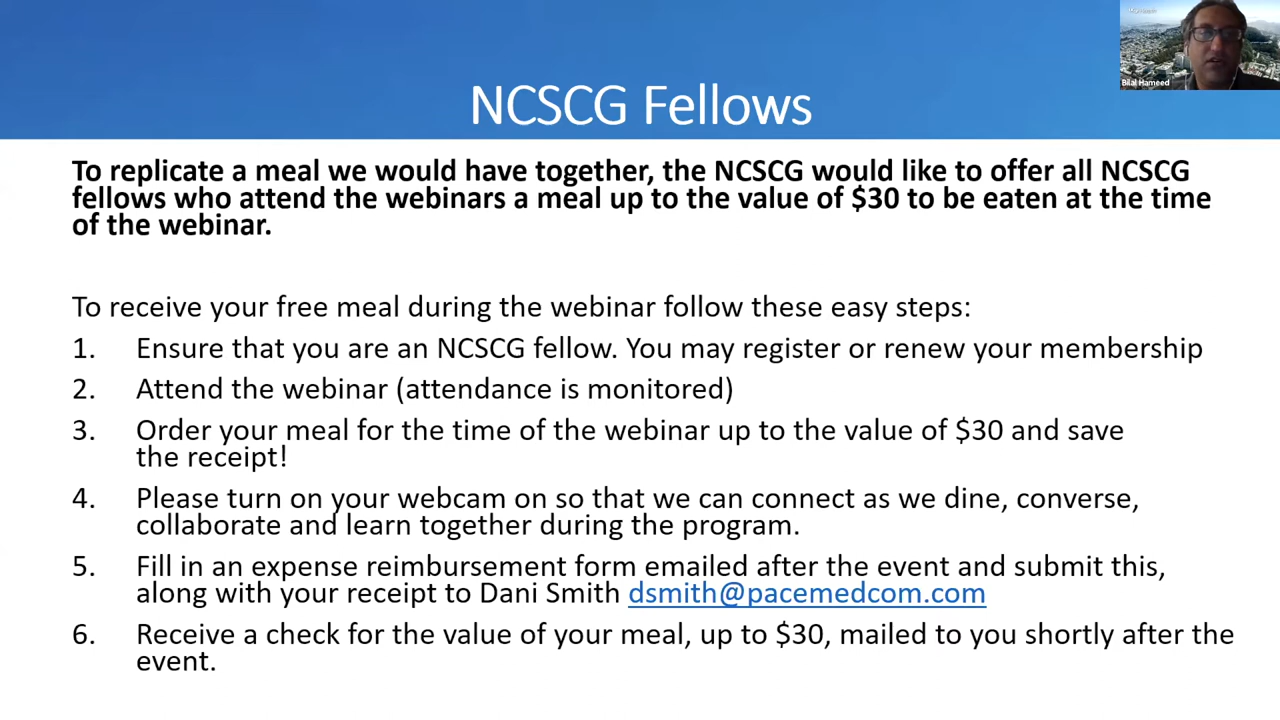 Bilal Hameed
NCSCG Fellows
To replicate a meal we would have together, the NCSCG would like to offer all NCSCG
fellows who attend the webinars a meal up to the value of $30 to be eaten at the time
of the webinar.
To receive your free meal during the webinar follow these easy steps:
1. Ensure that you are an NCSCG fellow. You may register or renew your membership
2. Attend the webinar (attendance is monitored)
3. Order your meal for the time of the webinar up to the value of $30 and save
the receipt!
4. Please turn on your webcam on so that we can connect as we dine, converse,
collaborate and learn together during the program.
5. Fill in an expense reimbursement form emailed after the event and submit this,
along with your receipt to Dani Smith dsmith@pacemedcom.com
6. Receive a check for the value of your meal, up to $30, mailed to you shortly after the
event.